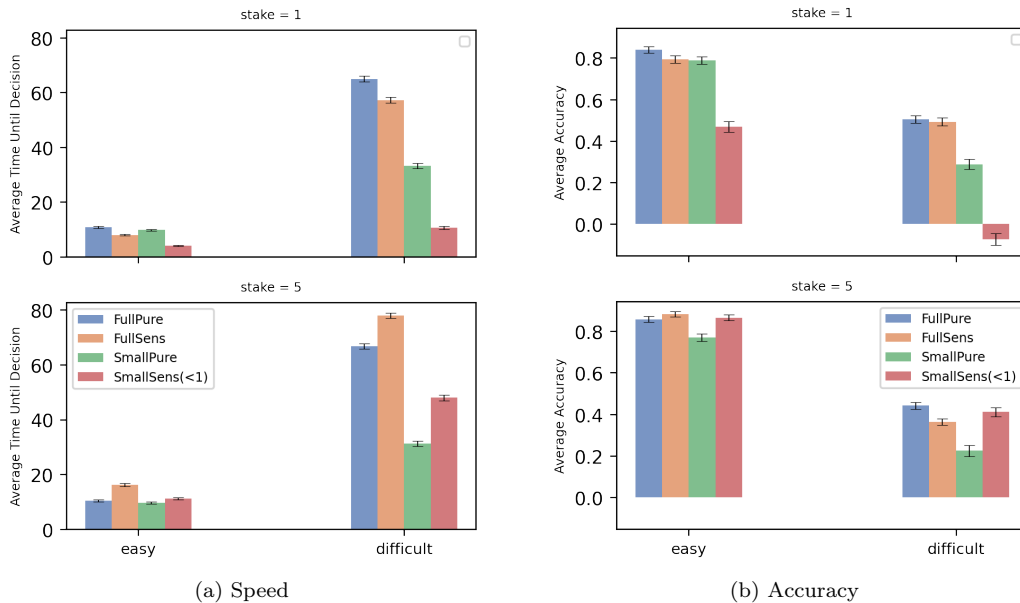 stake = 1
Average Time Until Decision
80
60
40
20
0
stake = 5
Average Time Until Decision
80
60
40
20
0
FullPure
FullSens
SmallPure
SmallSens(<1)
easy
difficult
(a) Speed
stake = 1
Average Accuracy
0.8
0.6
0.4
0.2
0.0
stake = 5
Average Accuracy
0.8
0.6
0.4
0.2
0.0
FullPure
FullSens
SmallPure
SmallSens(<1)
easy
difficult
(b) Accuracy